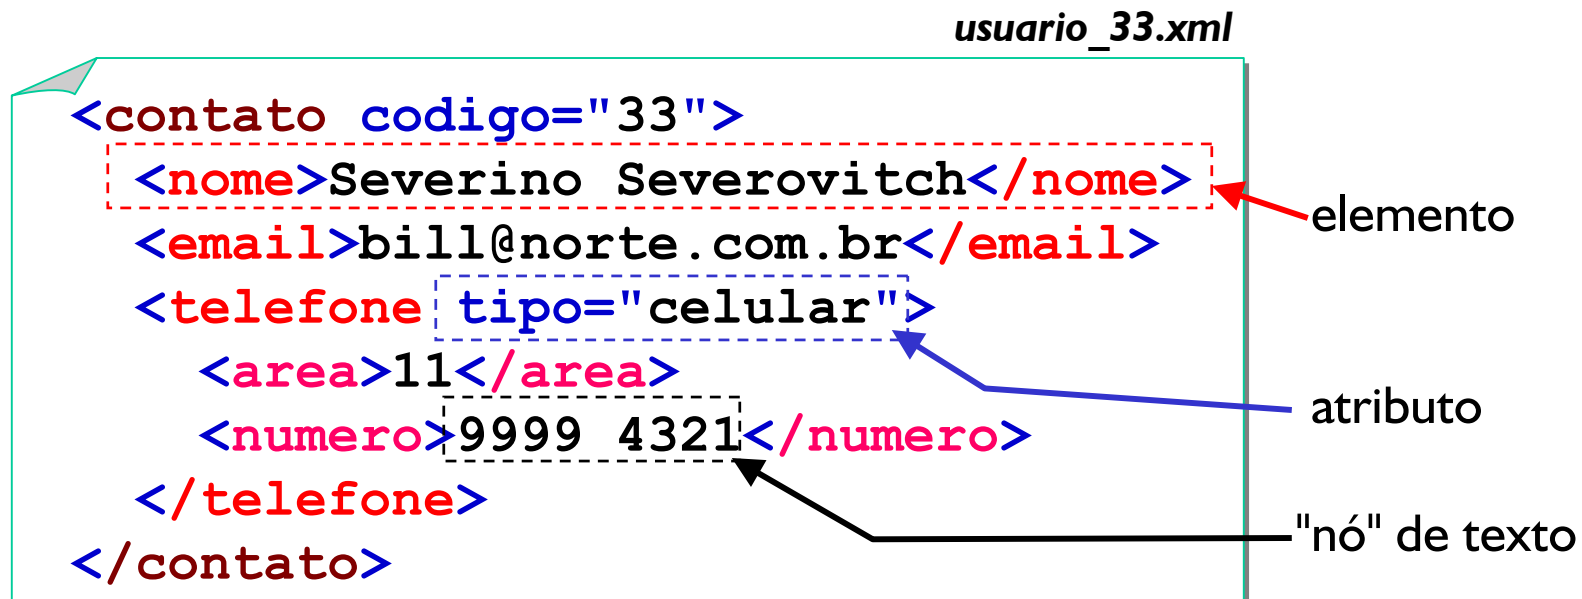 usuario_33.xml
<contato codigo="33">
<nome>Severino Severovitch</nome>
elemento
<email>bill@norte.com.br</email>
<telefone tipo="celular">
<area>11</area>
atributo
<numero>9999 4321</numero>
</telefone>
"nó" de texto
</contato>